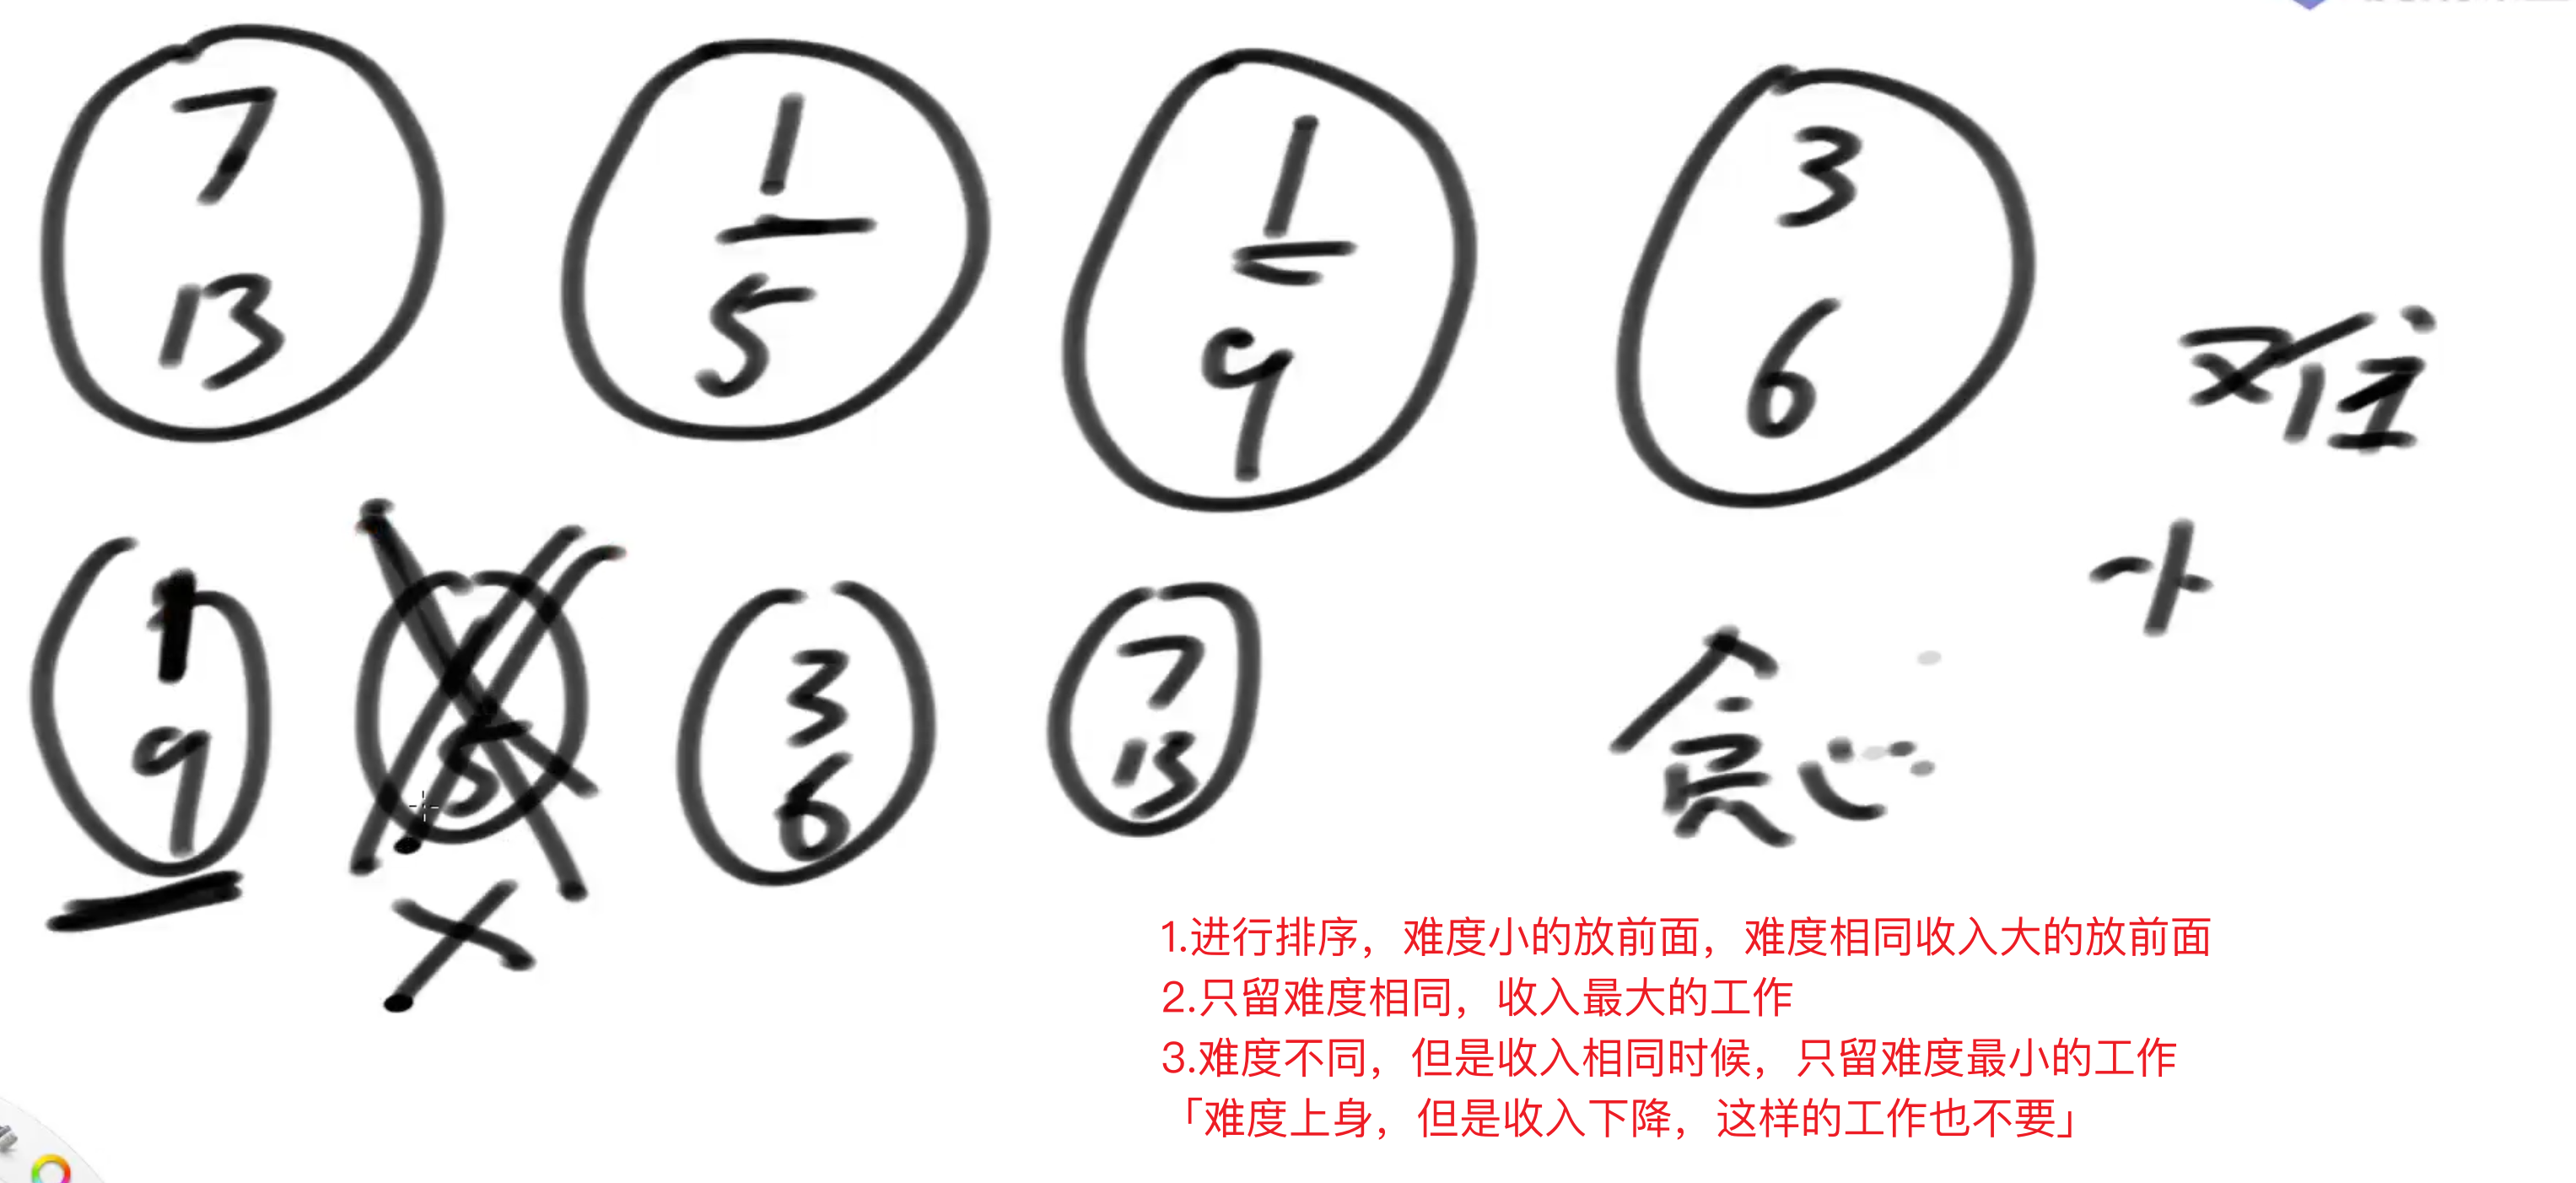 7 1 1 3
13 5 9 6
难
1 3 7
9 5 6 13
贪心
1.进行排序，难度小的放前面，难度相同收入大的放前面
2.只留难度相同，收入最大的工作
3.难度不同，但是收入相同时候，只留难度最小的工作
「难度上身，但是收入下降，这样的工作也不要」